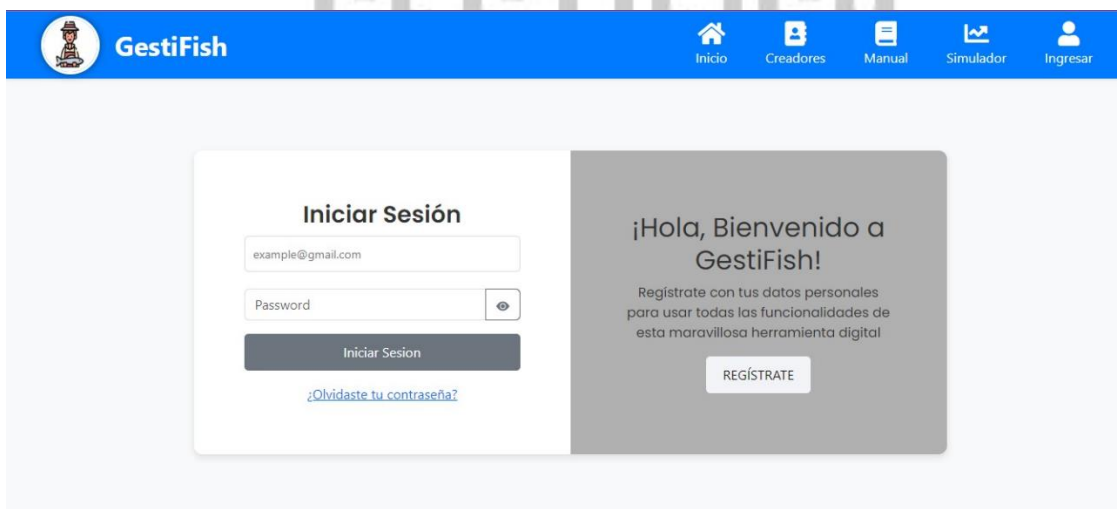 GestiFish
Inicio
Creadores
Manual
Simulador
Ingresar
Iniciar Sesión
example@gmail.com
Password
Iniciar Sesion
¿Olvidaste tu contraseña?
¡Hola, Bienvenido a
GestiFish!
Regístrate con tus datos personales
para usar todas las funcionalidades de
esta maravillosa herramienta digital
REGÍSTRATE